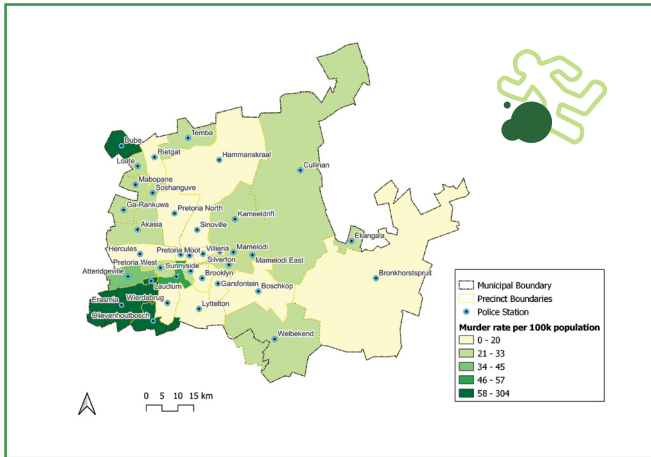 Dube
Temba
Rietgat
Hammanskraal
Loate
Cullinan
Mabopane
Soshanguve
Ga-Rankuwa
Pretoria North
Kameeldrift
Akasia
Sinoville
Ekangala
Hercules
Pretoria Moot
Villieria
Mamelodi
Pretoria West
Sunnyside
Silverton
Mamelodi East
Atteridgeville
Brooklyn
Bronkhorstspruit
Laudium
Garsfontein
Boschkop
Erasmia
Wierdabrug
Lyttelton
Olievenhoutbosch
Welbekend
Municipal Boundary
Precinct Boundaries
Police Station
Murder rate per 100k population
0 - 20
21 - 33
34 - 45
46 - 57
58 - 304
0 5 10 15 km